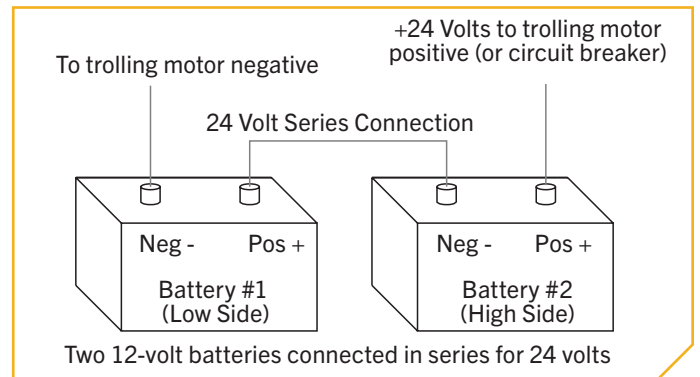 +24 Volts to trolling motor
positive (or circuit breaker)
To trolling motor negative
24 Volt Series Connection
Neg -
Pos +
Neg -
Pos +
Battery #1
(Low Side)
Battery #2
(High Side)
Two 12-volt batteries connected in series for 24 volts